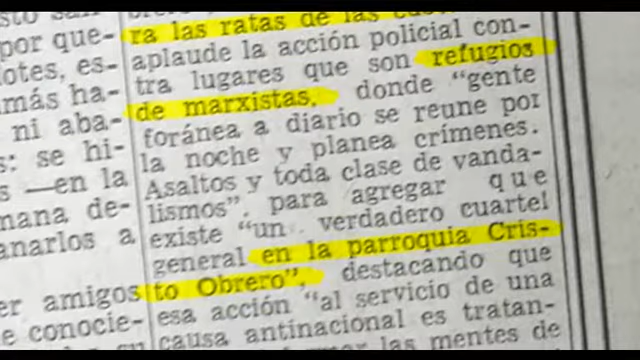 por que-
otes, es-
más ha-
ni aba-
s: se hi-
s —en la
mana de-
anarlos a
er amigos
e conocie-
ra las ratas de las
aplaude la acción policial con-
tra lugares que son refugios
de marxistas, donde "gente
foránea a diario se reune por
la noche y planea crímenes.
Asaltos y toda clase de vanda-
lismos", para agregar que
existe "un verdadero cuartel
general en la parroquia Cris-
to Obrero", destacando que
esa acción "al servicio de una
causa antinacional es tratan-
las mentes de